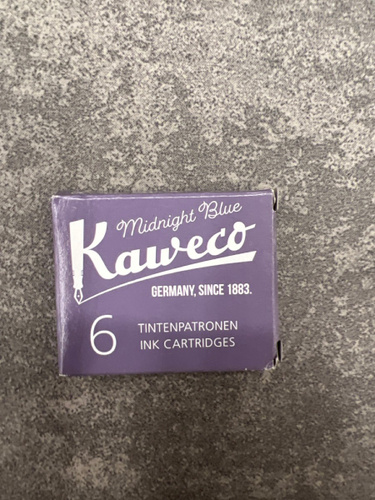 Midnight Blue
Kaweco
GERMANY, SINCE 1883.
6
TINTENPATRONEN
INK CARTRIDGES